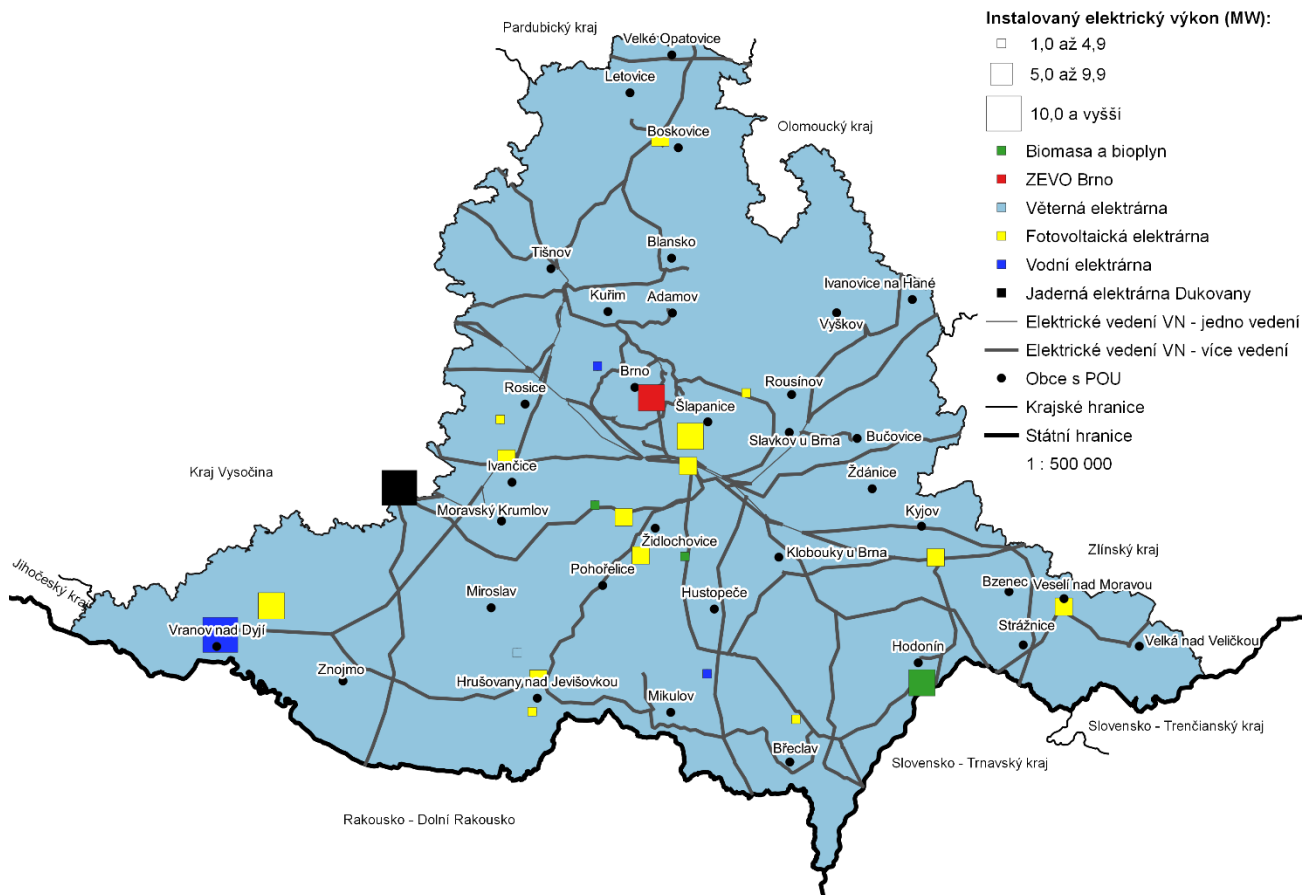 Instalovaný elektrický výkon (MW):
1,0 až 4,9
5,0 až 9,9
10,0 a vyšší
Biomasa a bioplyn
ZEVO Brno
Věterná elektrárna
Fotovoltaická elektrárna
Vodní elektrárna
Jaderná elektrárna Dukovany
Elektrické vedení VN - jedno vedení
Elektrické vedení VN - více vedení
Obce s POU
Krajské hranice
Státní hranice
1 : 500 000
Pardubický kraj
Velké Opatovice
Letovice
Olomoucký kraj
Boskovice
Blansko
Tišnov
Ivanovice na Hané
Kuřim
Adamov
Vyškov
Brno
Rousínov
Rosice
Šlapanice
Slavkov u Brna
Bučovice
Kraj Vysočina
Ivančice
Ždánice
Moravský Krumlov
Kyjov
Židlochovice
Klobouky u Brna
Zlínský kraj
Jihočeský kraj
Pohořelice
Bzenec
Veselí nad Moravou
Miroslav
Hustopeče
Vranov nad Dyjí
Strážnice
Velká nad Veličkou
Znojmo
Hodonín
Hrušovany nad Jevišovkou
Mikulov
Slovensko - Trenčianský kraj
Břeclav
Slovensko - Trnavský kraj
Rakousko - Dolní Rakousko